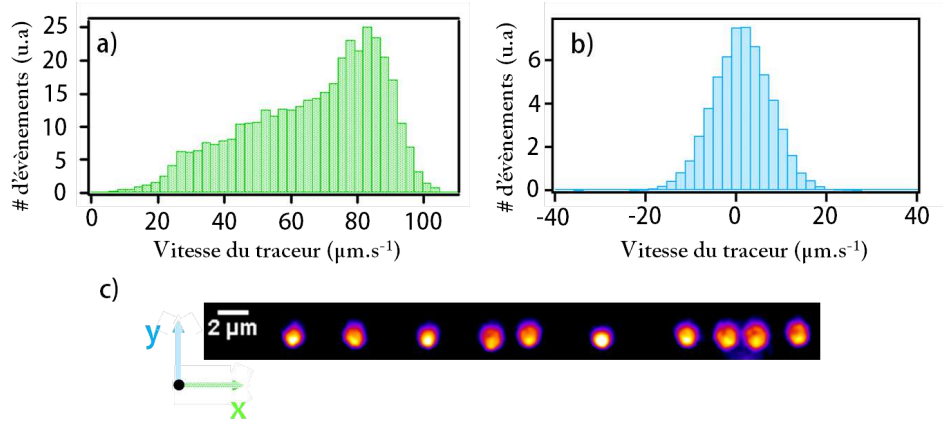 a)
# d'évènements (u.a)
25
20
15
10
5
0
0 20 40 60 80 100
Vitesse du traceur (µm.s⁻¹)
b)
# d'évènements (u.a)
6
4
2
0
-40 -20 0 20 40
Vitesse du traceur (µm.s⁻¹)
c)
2 µm
y
x